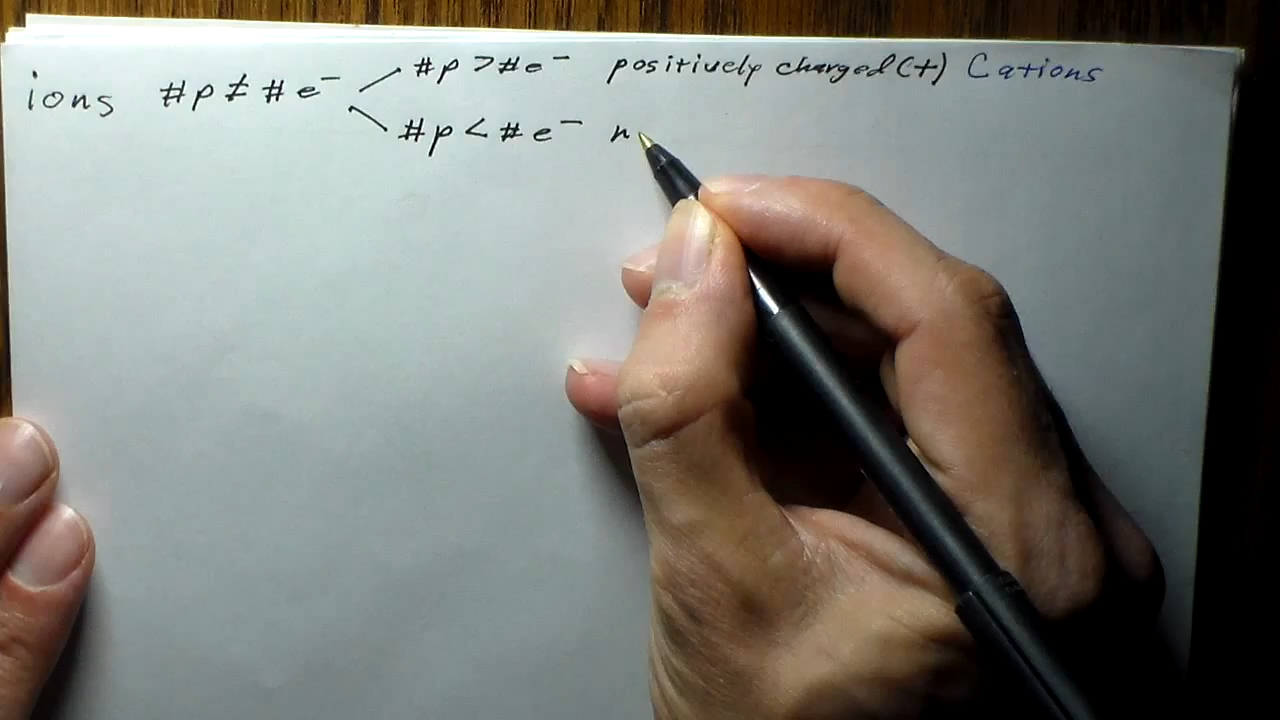 ions #p ≠ #e⁻
#p > #e⁻ positively charged (+) Cations
#p < #e⁻ n